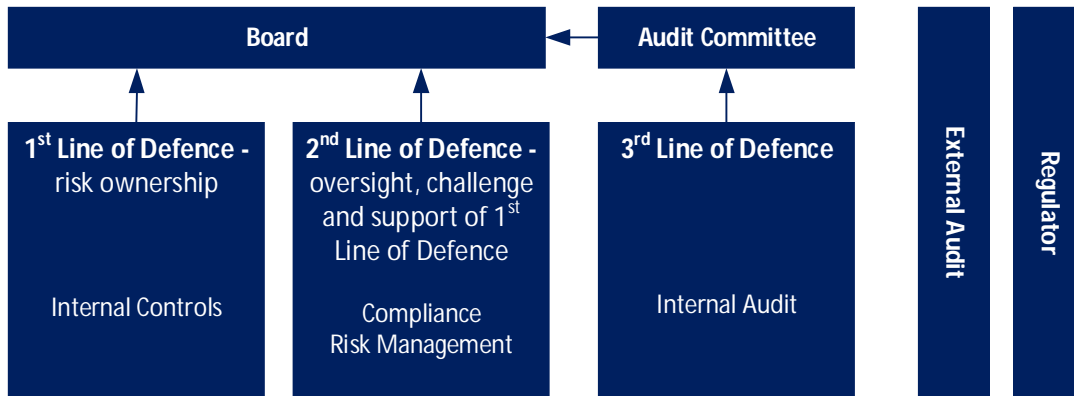 Board
Audit Committee
1st Line of Defence -
risk ownership
Internal Controls
2nd Line of Defence -
oversight, challenge
and support of 1st
Line of Defence
Compliance
Risk Management
3rd Line of Defence
Internal Audit
External Audit
Regulator